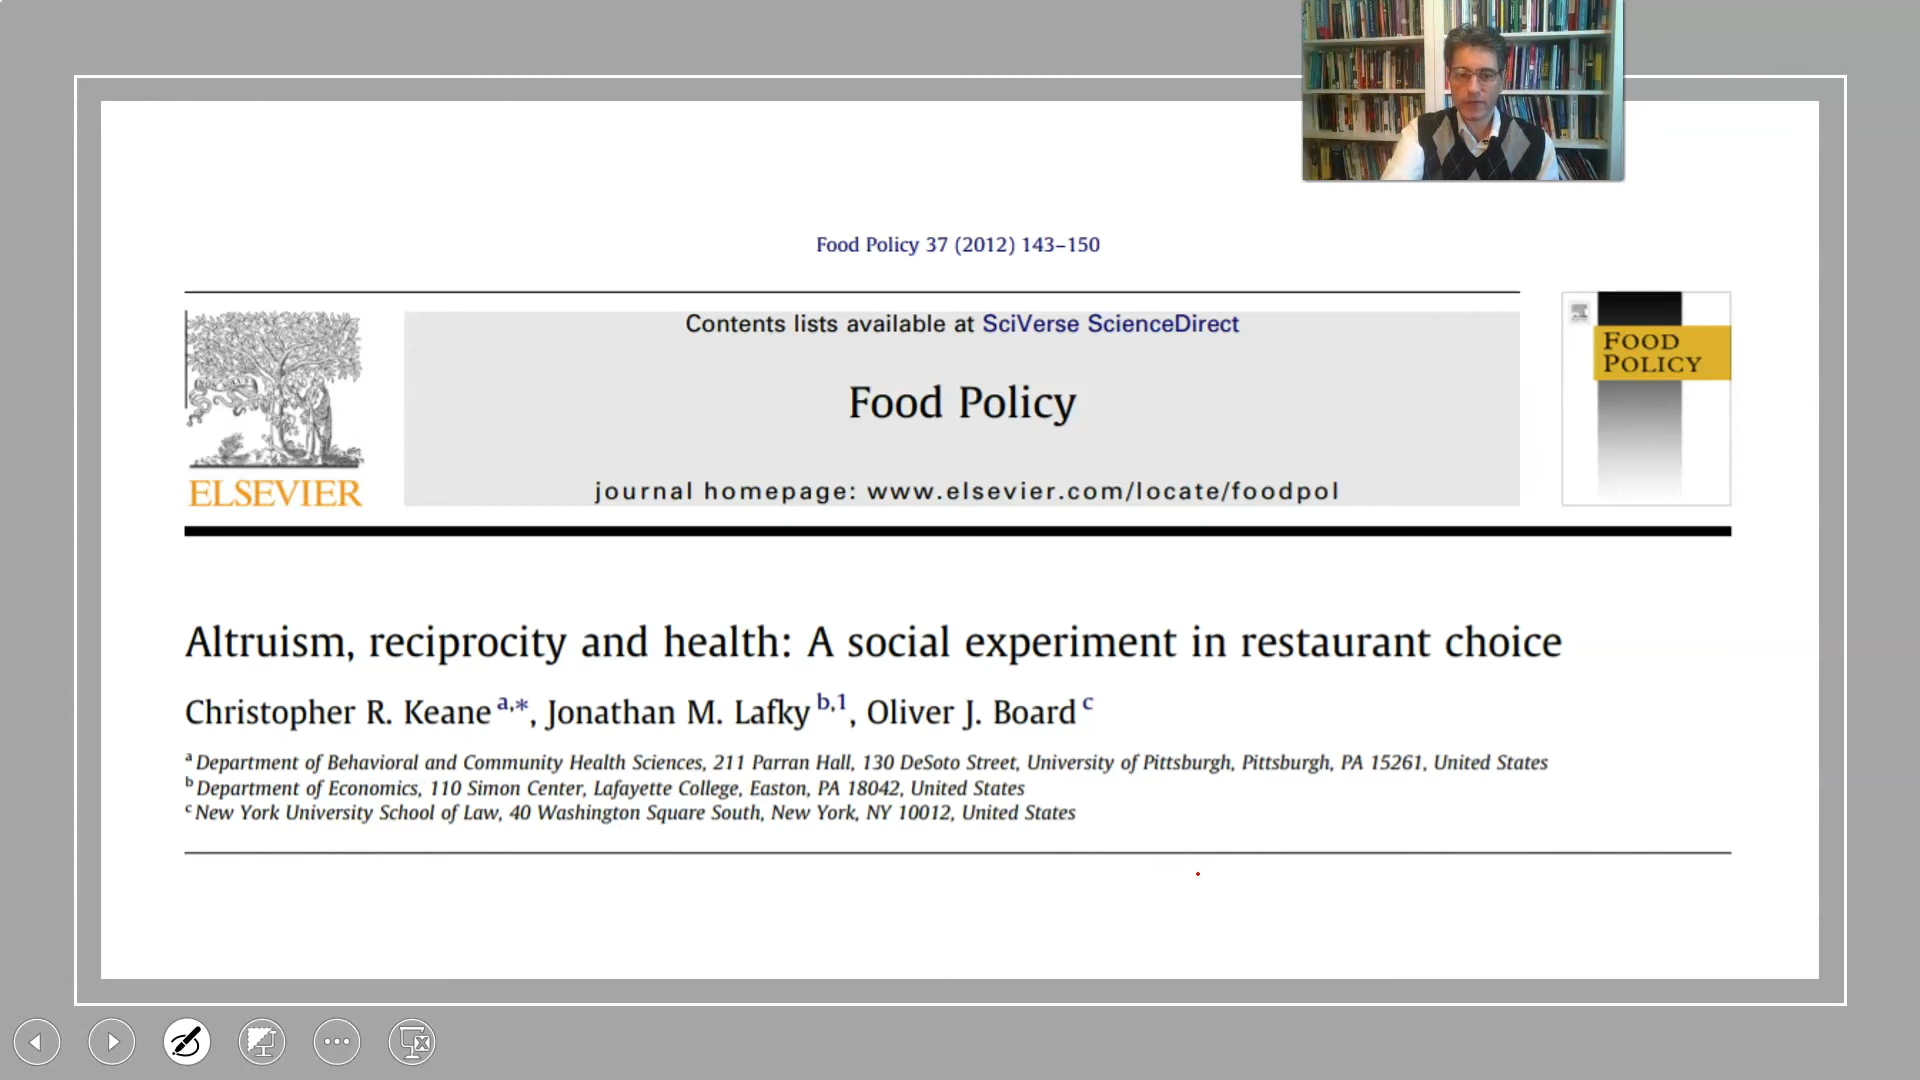 Food Policy 37 (2012) 143–150
Contents lists available at SciVerse ScienceDirect
Food Policy
journal homepage: www.elsevier.com/locate/foodpol
ELSEVIER
FOOD
POLICY
Altruism, reciprocity and health: A social experiment in restaurant choice
Christopher R. Keane a,*, Jonathan M. Lafky b,1, Oliver J. Board c
a Department of Behavioral and Community Health Sciences, 211 Parran Hall, 130 DeSoto Street, University of Pittsburgh, Pittsburgh, PA 15261, United States
b Department of Economics, 110 Simon Center, Lafayette College, Easton, PA 18042, United States
c New York University School of Law, 40 Washington Square South, New York, NY 10012, United States